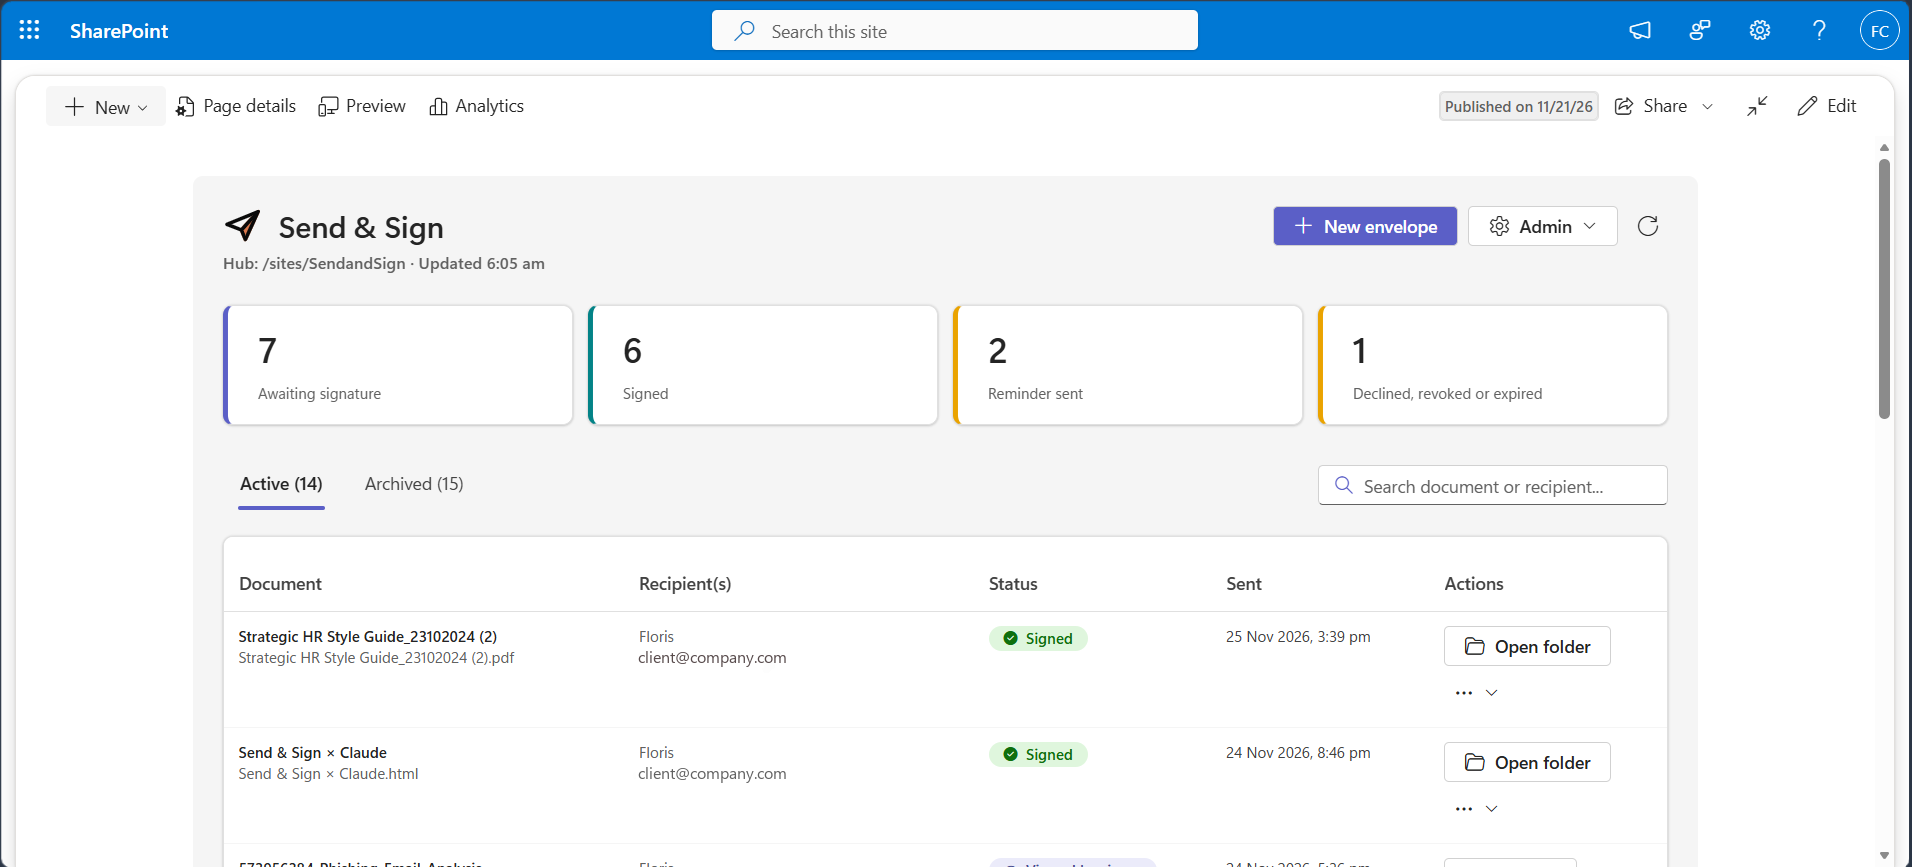 SharePoint
Search this site
FC
New
Page details
Preview
Analytics
Published on 11/21/26
Share
Edit
Send & Sign
New envelope
Admin
Hub: /sites/SendandSign · Updated 6:05 am
7
Awaiting signature
6
Signed
2
Reminder sent
1
Declined, revoked or expired
Active (14)
Archived (15)
Search document or recipient...
Document
Recipient(s)
Status
Sent
Actions
Strategic HR Style Guide_23102024 (2)
Floris
Signed
25 Nov 2026, 3:39 pm
Open folder
Strategic HR Style Guide_23102024 (2).pdf
client@company.com
Send & Sign × Claude
Floris
Signed
24 Nov 2026, 8:46 pm
Open folder
Send & Sign × Claude.html
client@company.com
Floris